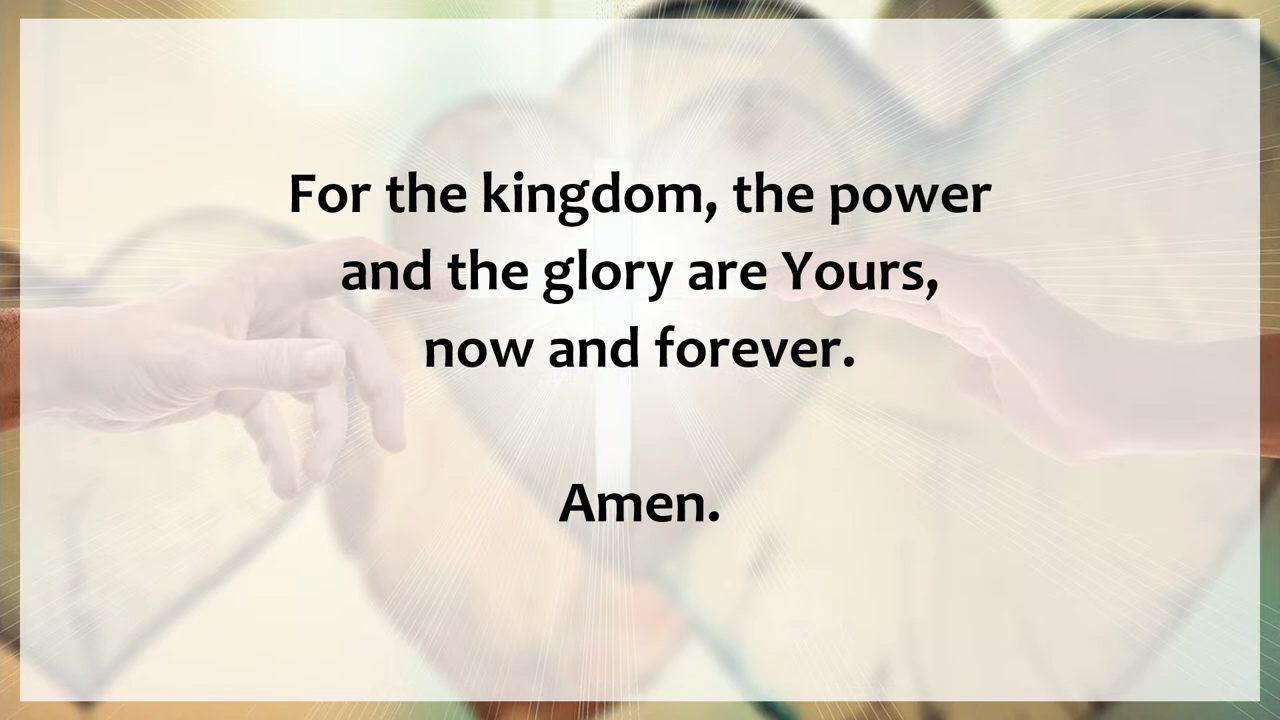 For the kingdom, the power
and the glory are Yours,
now and forever.
Amen.